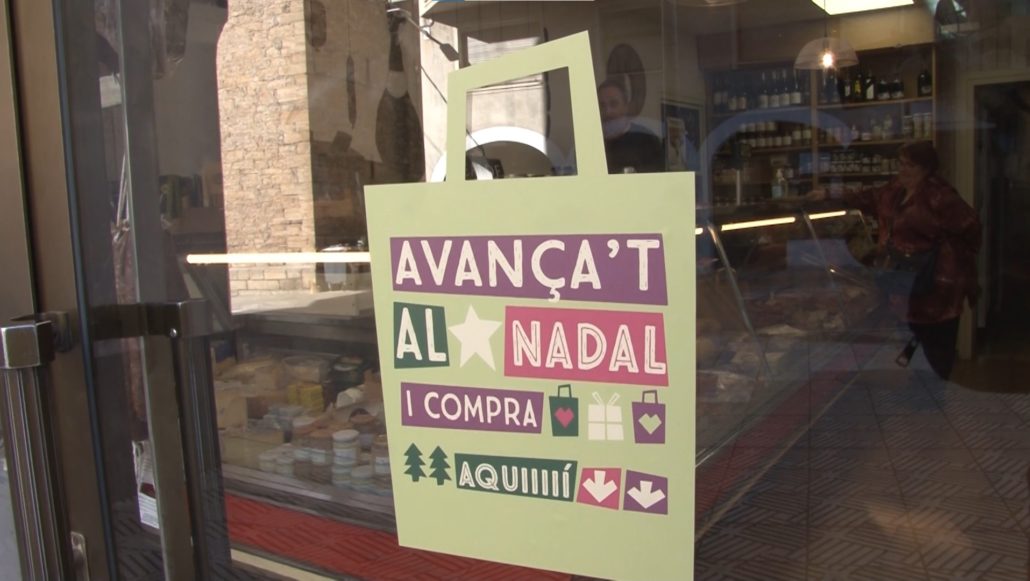 AVANÇA'T
AL NADAL
I COMPRA
AQUIIIIÍ